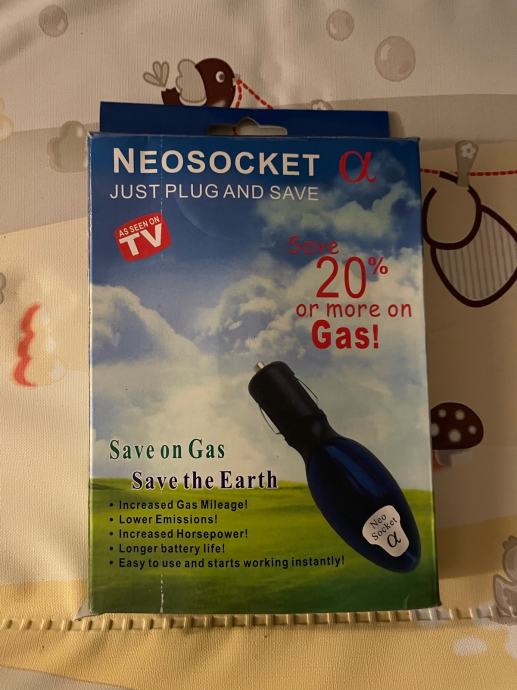 NEOSOCKET α
JUST PLUG AND SAVE
AS SEEN ON
TV
Save
20%
or more on
Gas!
Save on Gas
Save the Earth
• Increased Gas Mileage!
• Lower Emissions!
• Increased Horsepower!
• Longer battery life!
• Easy to use and starts working instantly!
Neo
Socket
α